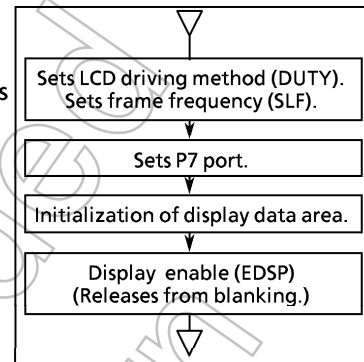 s
Sets LCD driving method (DUTY).
Sets frame frequency (SLF).
Sets P7 port.
Initialization of display data area.
Display enable (EDSP)
(Releases from blanking.)